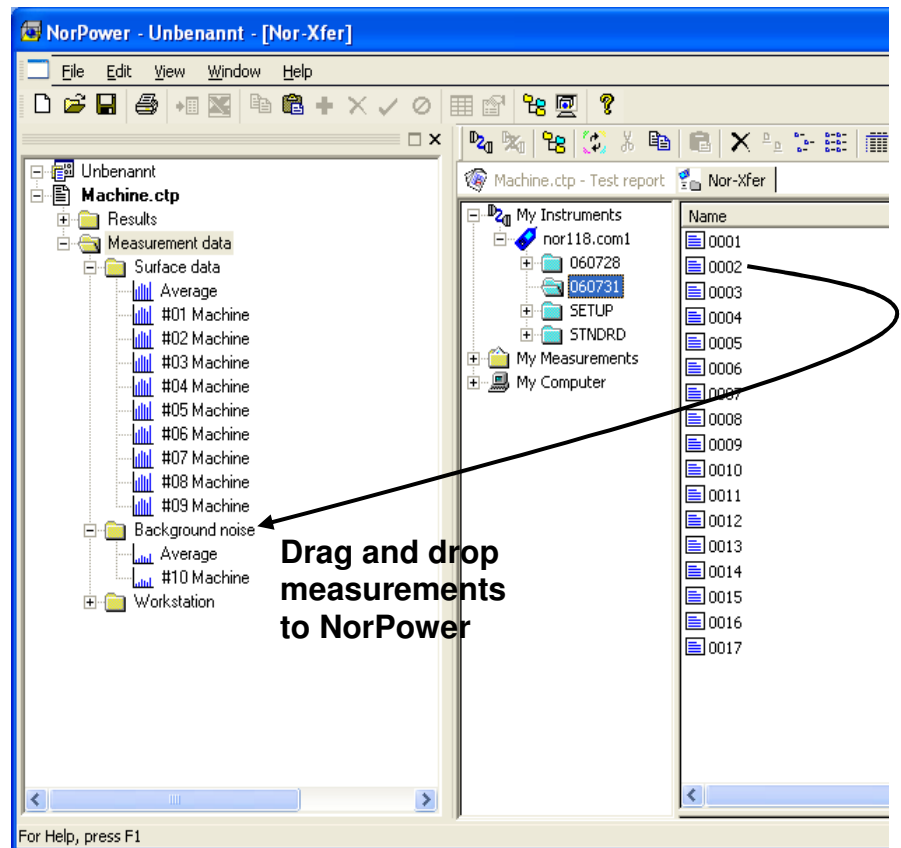 NorPower - Unbenannt - [Nor-Xfer]
File Edit View Window Help
Unbenannt
Machine.ctp
Results
Measurement data
Surface data
Average
#01 Machine
#02 Machine
#03 Machine
#04 Machine
#05 Machine
#06 Machine
#07 Machine
#08 Machine
#09 Machine
Background noise
Average
#10 Machine
Workstation
Machine.ctp - Test report Nor-Xfer
My Instruments
nor118.com1
060728
060731
SETUP
STNDRD
My Measurements
My Computer
Name
0001
0002
0003
0004
0005
0006
0007
0008
0009
0010
0011
0012
0013
0014
0015
0016
0017
Drag and drop
measurements
to NorPower
For Help, press F1